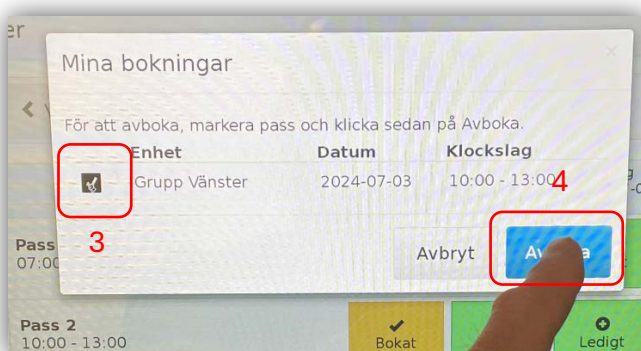 er
Mina bokningar
För att avboka, markera pass och klicka sedan på Avboka.
Enhet Datum Klockslag
Grupp Vänster 2024-07-03 10:00 - 13:00
4
3
Pass
07:00
Avbryt
Pass 2
10:00 - 13:00
Bokat
Ledigt